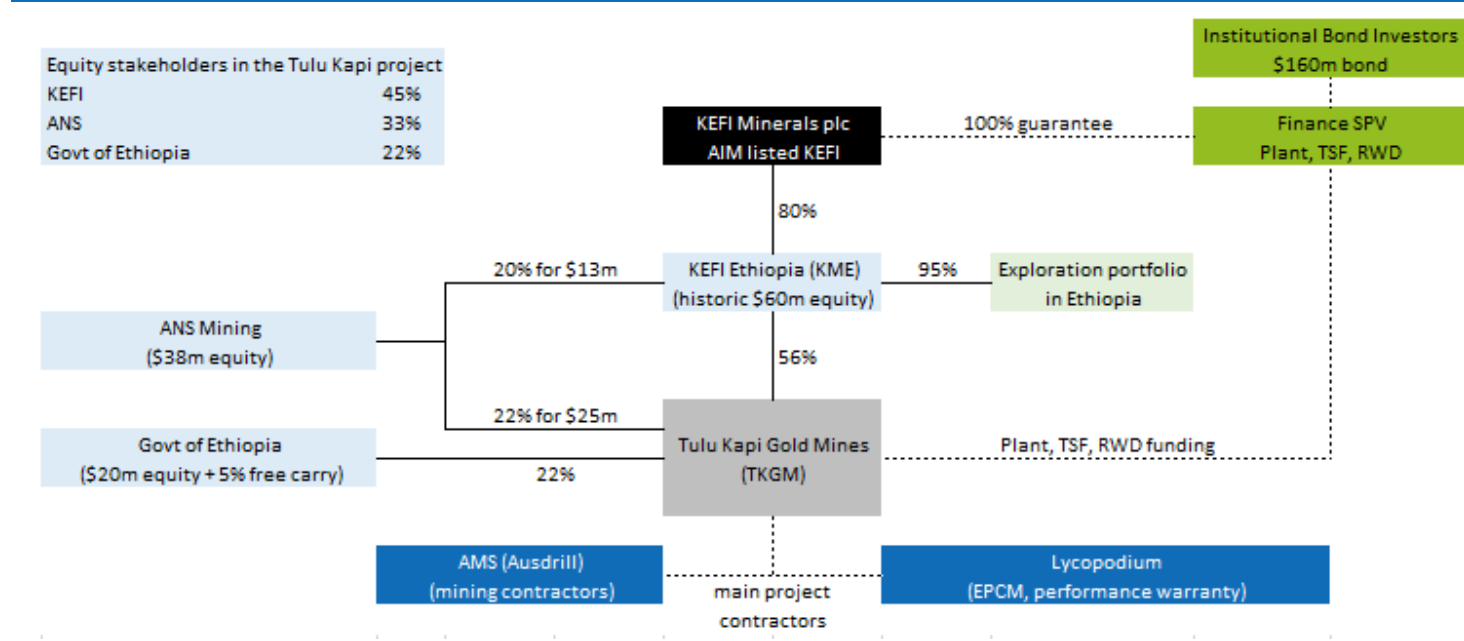 Institutional Bond Investors
$160m bond
Equity stakeholders in the Tulu Kapi project
KEFI 45%
ANS 33%
Govt of Ethiopia 22%
KEFI Minerals plc
AIM listed KEFI
100% guarantee
Finance SPV
Plant, TSF, RWD
80%
20% for $13m
KEFI Ethiopia (KME)
(historic $60m equity)
95%
Exploration portfolio
in Ethiopia
ANS Mining
($38m equity)
56%
22% for $25m
Govt of Ethiopia
($20m equity + 5% free carry)
22%
Tulu Kapi Gold Mines
(TKGM)
Plant, TSF, RWD funding
AMS (Ausdrill)
(mining contractors)
main project
contractors
Lycopodium
(EPCM, performance warranty)